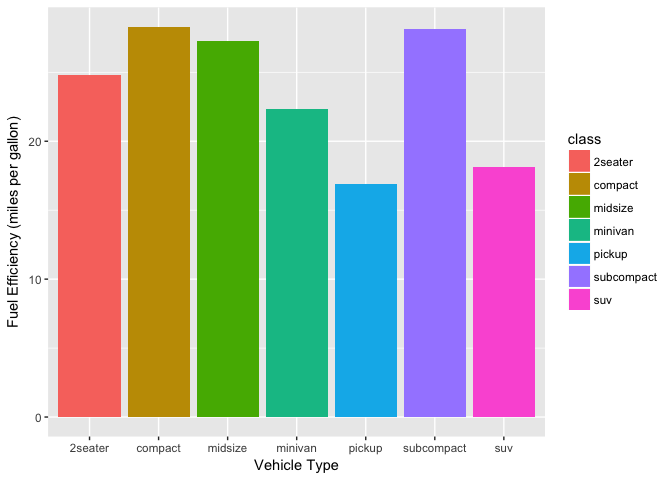 Fuel Efficiency (miles per gallon)
20
10
0
2seater compact midsize minivan pickup subcompact suv
Vehicle Type
class
2seater
compact
midsize
minivan
pickup
subcompact
suv